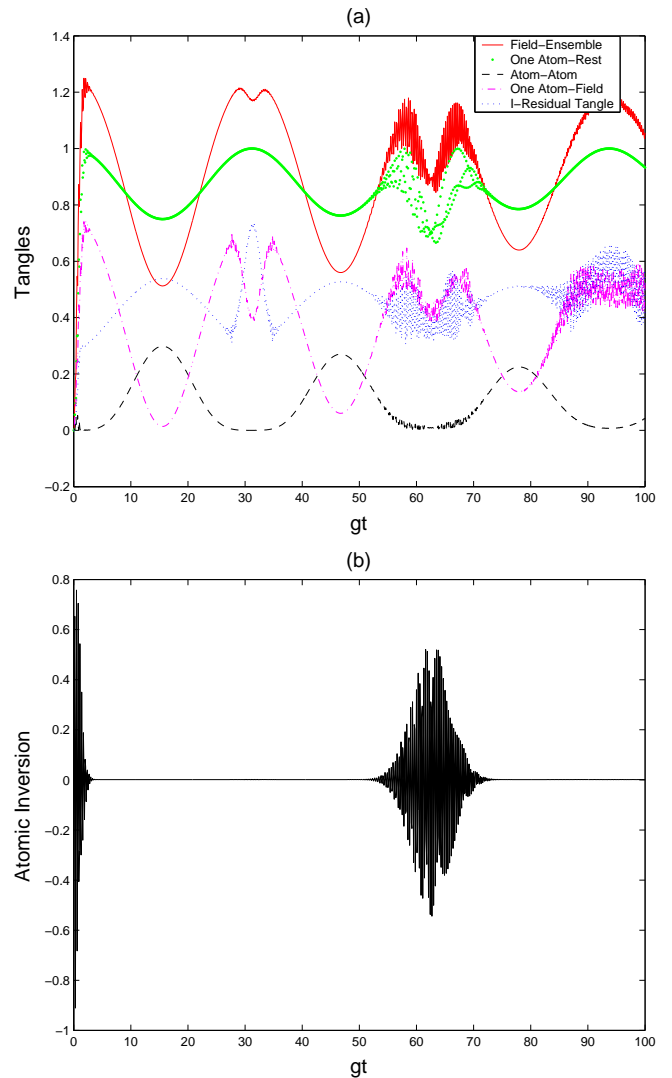 (a)
1.4
1.2
1
0.8
0.6
0.4
0.2
0
−0.2
Tangles
Field−Ensemble
One Atom−Rest
Atom−Atom
One Atom−Field
I−Residual Tangle
0 10 20 30 40 50 60 70 80 90 100
gt
(b)
0.8
0.6
0.4
0.2
0
−0.2
−0.4
−0.6
−0.8
−1
Atomic Inversion
0 10 20 30 40 50 60 70 80 90 100
gt